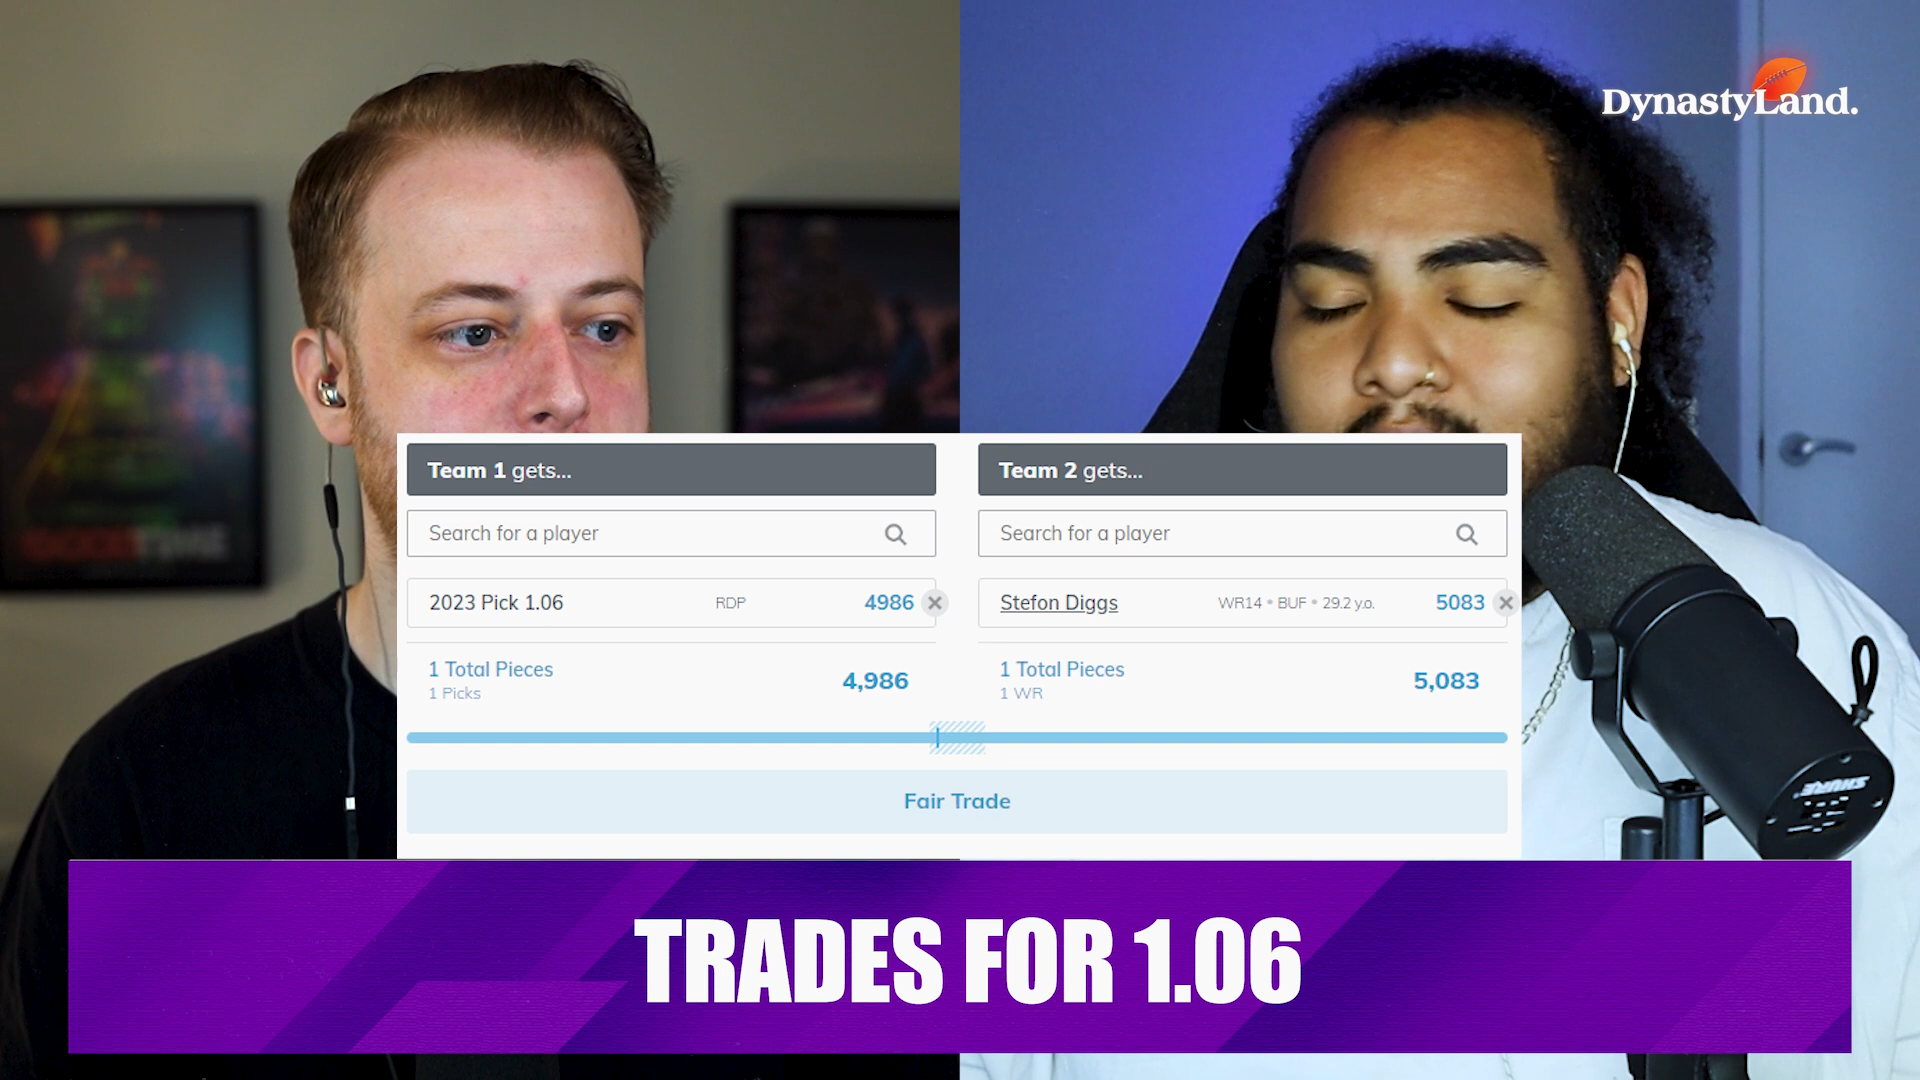 DynastyLand.
Team 1 gets...
Search for a player
2023 Pick 1.06 RDP 4986
1 Total Pieces 4,986
1 Picks
Team 2 gets...
Search for a player
Stefon Diggs WR14 • BUF • 29.2 y.o. 5083
1 Total Pieces 5,083
1 WR
Fair Trade
SHURE
TRADES FOR 1.06